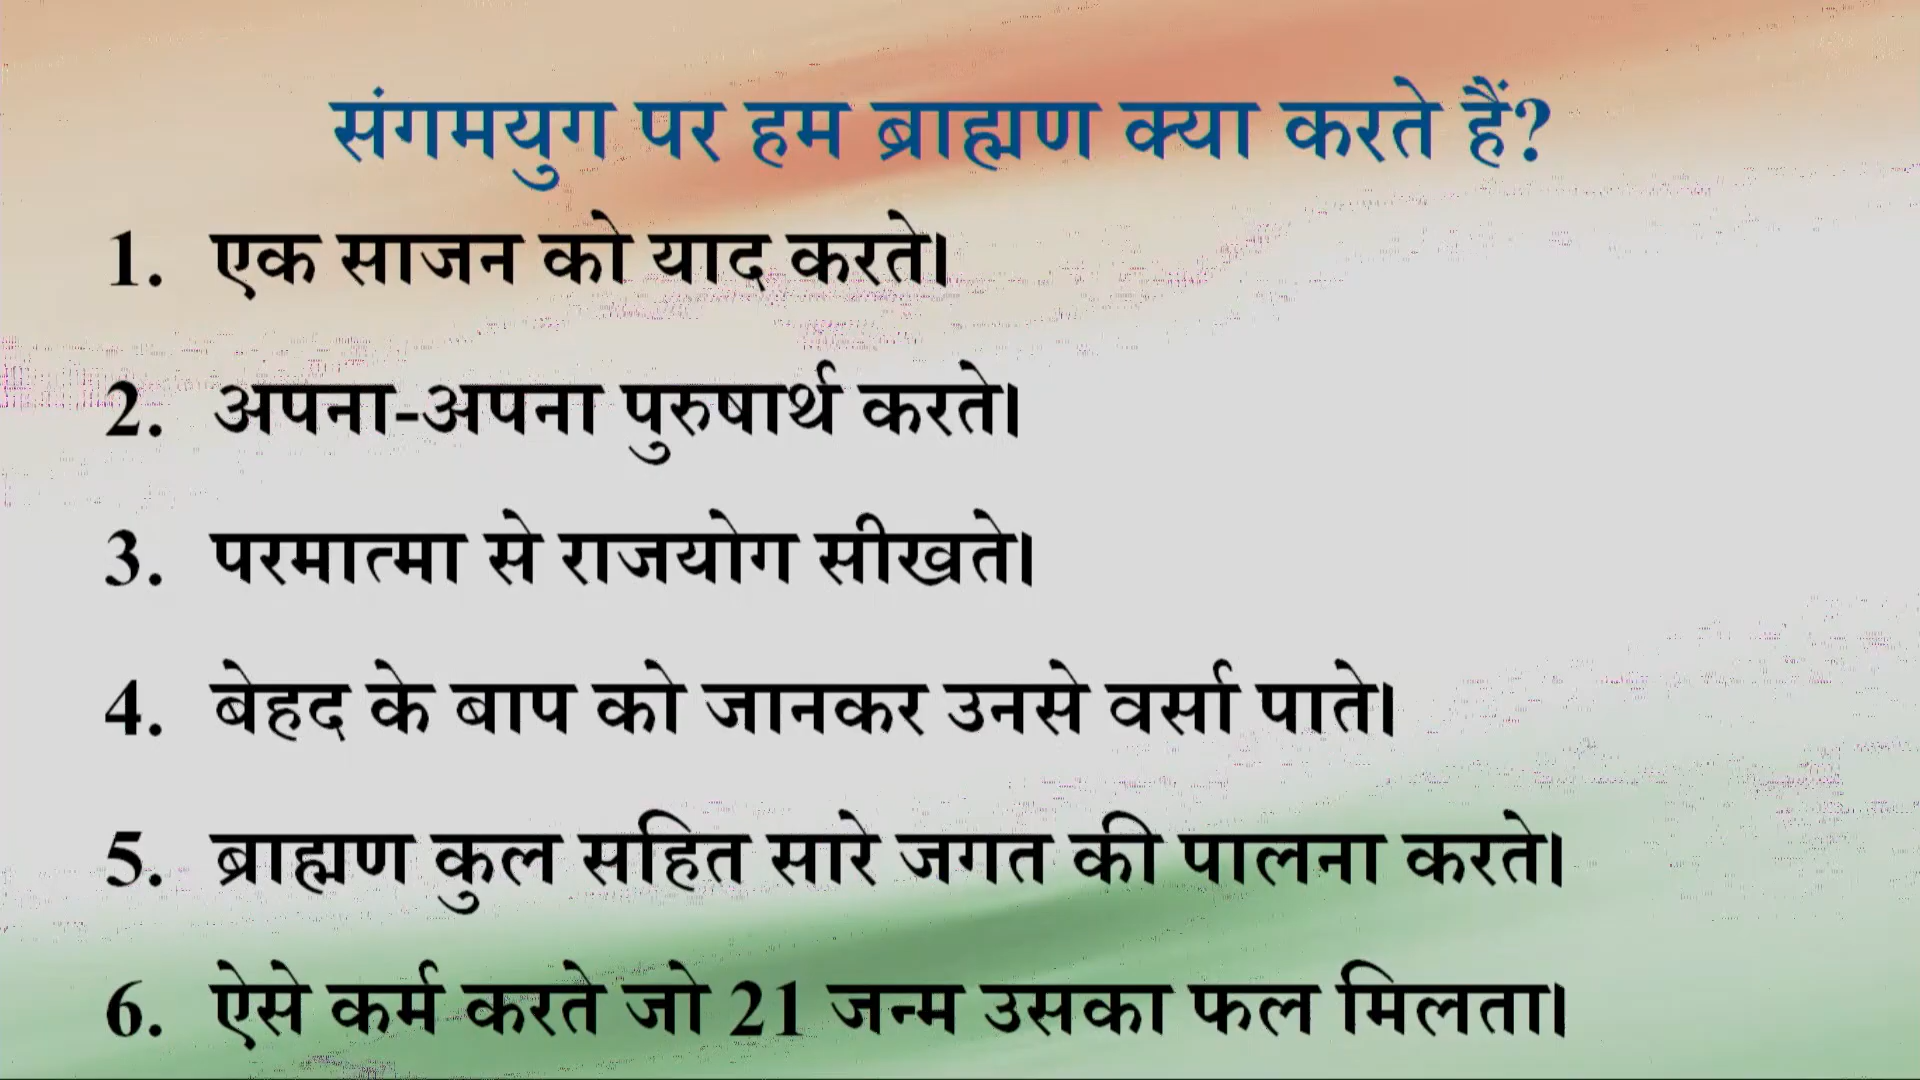 संगमयुग पर हम ब्राह्मण क्या करते हैं?
1. एक साजन को याद करते।
2. अपना-अपना पुरुषार्थ करते।
3. परमात्मा से राजयोग सीखते।
4. बेहद के बाप को जानकर उनसे वर्सा पाते।
5. ब्राह्मण कुल सहित सारे जगत की पालना करते।
6. ऐसे कर्म करते जो 21 जन्म उसका फल मिलता।